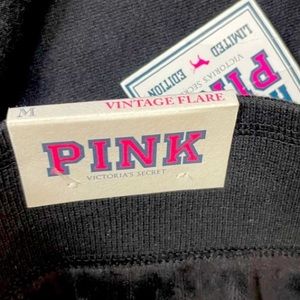 LIMITED
VICTORIA'S SECRET
PINK
EDITION
M
VINTAGE FLARE
PINK
VICTORIA'S SECRET